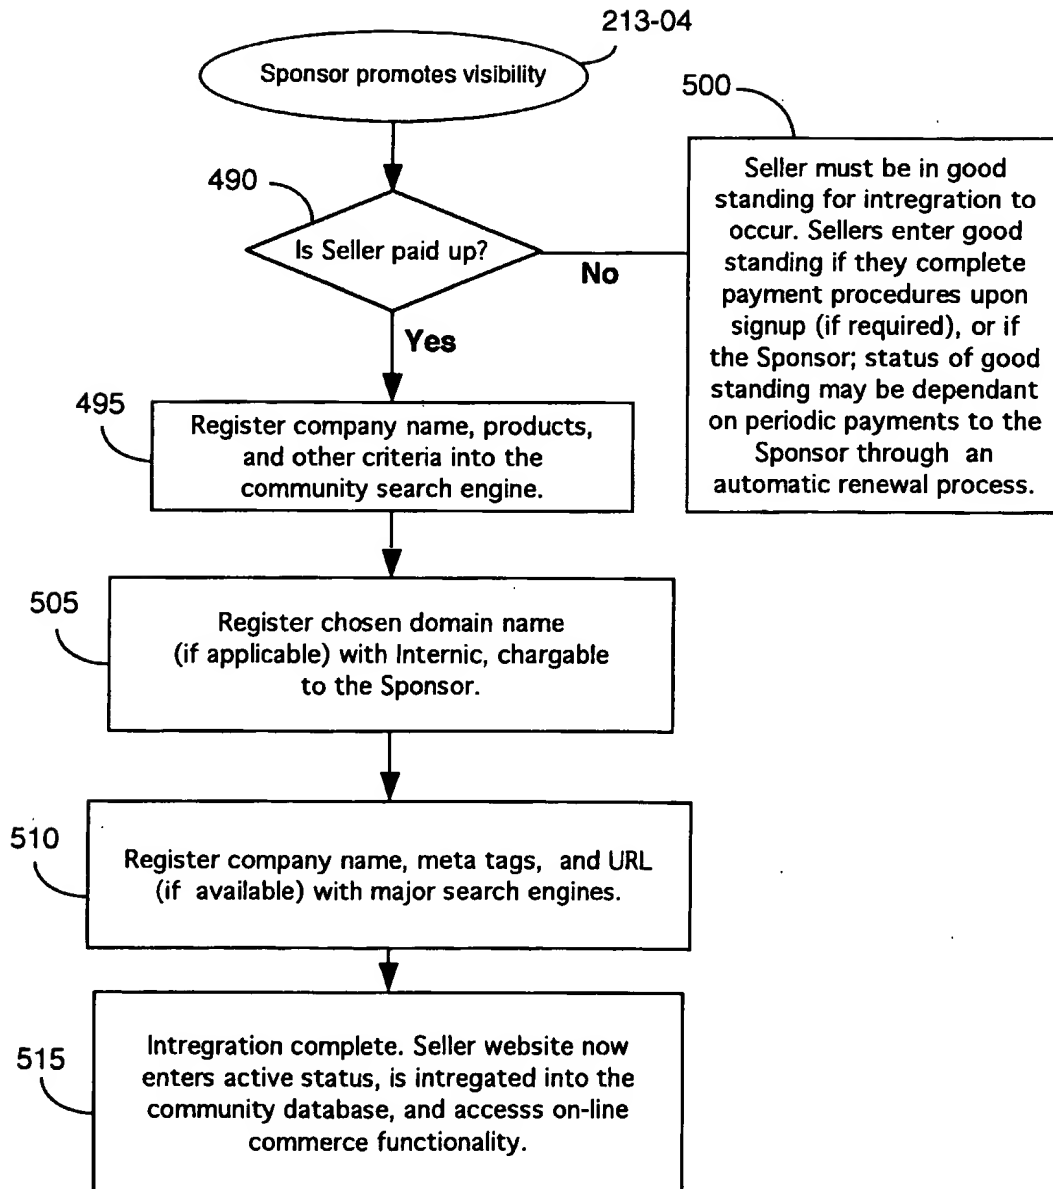 213-04
Sponsor promotes visibility
500
490
Is Seller paid up?
No
Yes
Seller must be in good
standing for intregration to
occur. Sellers enter good
standing if they complete
payment procedures upon
signup (if required), or if
the Sponsor; status of good
standing may be dependant
on periodic payments to the
Sponsor through an
automatic renewal process.
495
Register company name, products,
and other criteria into the
community search engine.
505
Register chosen domain name
(if applicable) with Internic, chargable
to the Sponsor.
510
Register company name, meta tags, and URL
(if available) with major search engines.
515
Intregration complete. Seller website now
enters active status, is intregated into the
community database, and accesss on-line
commerce functionality.